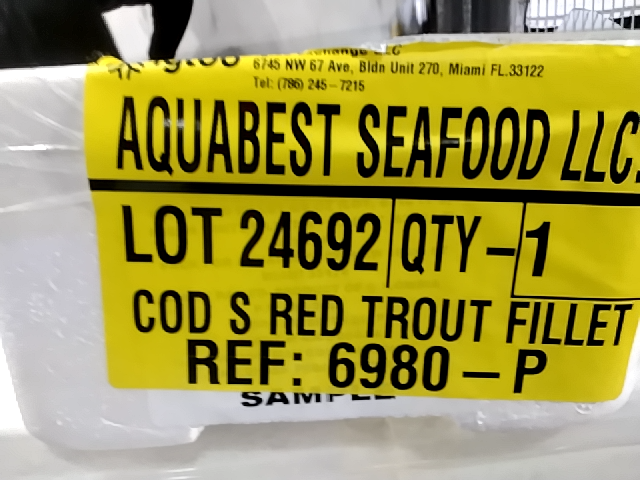 6745 NW 67 Ave, Bldn Unit 270, Miami FL.33122
Tel: (786) 245-7215
AQUABEST SEAFOOD LLC.
LOT 24692 QTY-1
COD S RED TROUT FILLET
REF: 6980-P
SAMPLE